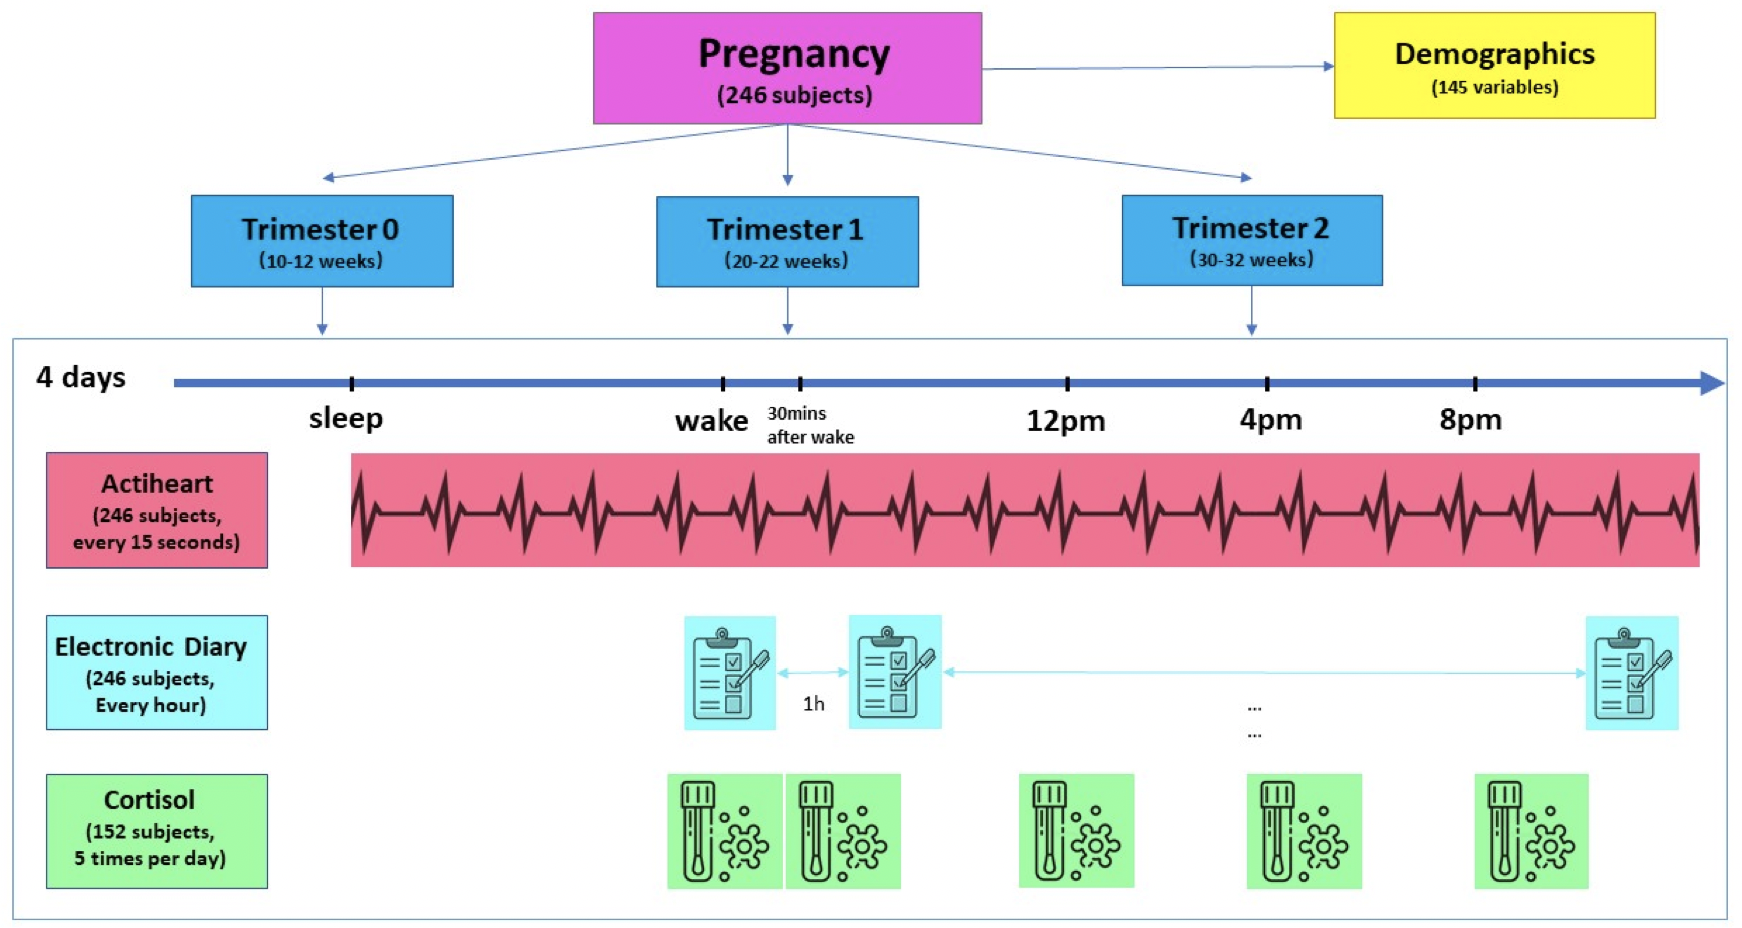 Pregnancy
(246 subjects)
Demographics
(145 variables)
Trimester 0
(10-12 weeks)
Trimester 1
(20-22 weeks)
Trimester 2
(30-32 weeks)
4 days
sleep
wake
30mins
after wake
12pm
4pm
8pm
Actiheart
(246 subjects,
every 15 seconds)
Electronic Diary
(246 subjects,
Every hour)
1h
...
...
Cortisol
(152 subjects,
5 times per day)